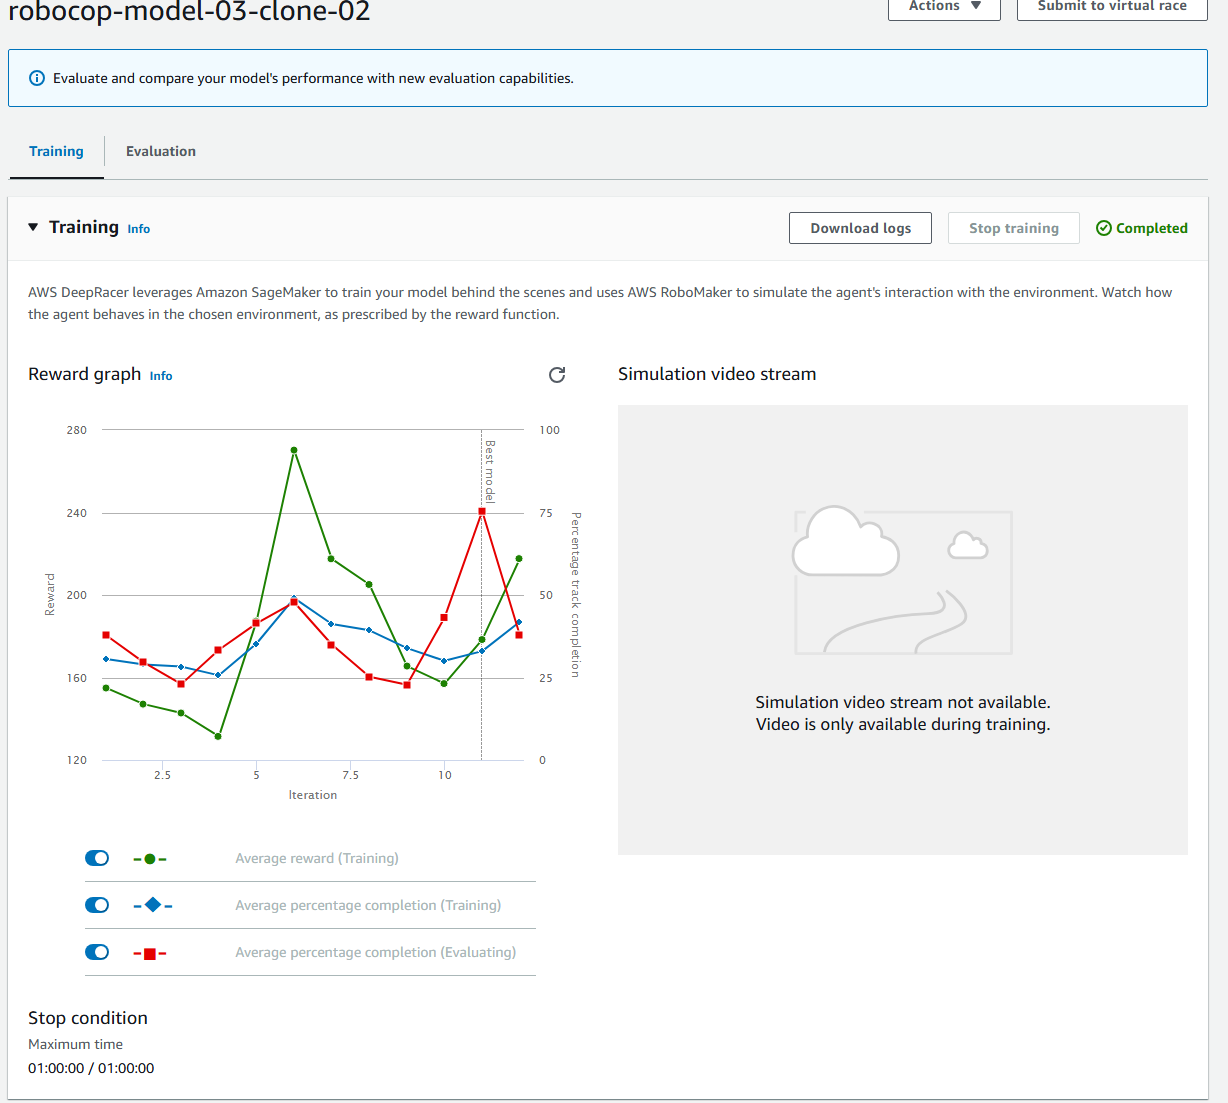 robocop-model-03-clone-02
Actions
Submit to virtual race
Evaluate and compare your model's performance with new evaluation capabilities.
Training
Evaluation
Training Info
Download logs
Stop training
Completed
AWS DeepRacer leverages Amazon SageMaker to train your model behind the scenes and uses AWS RoboMaker to simulate the agent's interaction with the environment. Watch how
the agent behaves in the chosen environment, as prescribed by the reward function.
Reward graph Info
280
240
200
160
120
Reward
100
75
50
25
0
Percentage track completion
Best model
2.5
5
7.5
10
Iteration
Average reward (Training)
Average percentage completion (Training)
Average percentage completion (Evaluating)
Simulation video stream
Simulation video stream not available.
Video is only available during training.
Stop condition
Maximum time
01:00:00 / 01:00:00